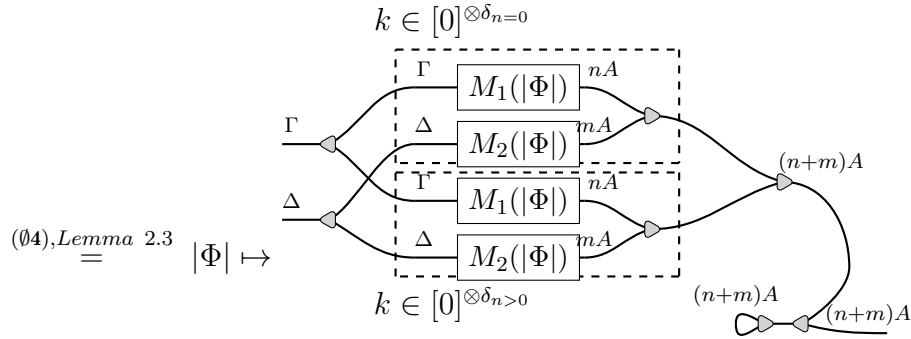 k ∈ [0]^{⊗δ_{n=0}}
Γ M_1(|Φ|) nA
Γ
Δ M_2(|Φ|) mA
(n+m)A
Γ M_1(|Φ|) nA
Δ
(∅4),Lemma 2.3
= |Φ| ↦
Δ M_2(|Φ|) mA
k ∈ [0]^{⊗δ_{n>0}}
(n+m)A (n+m)A